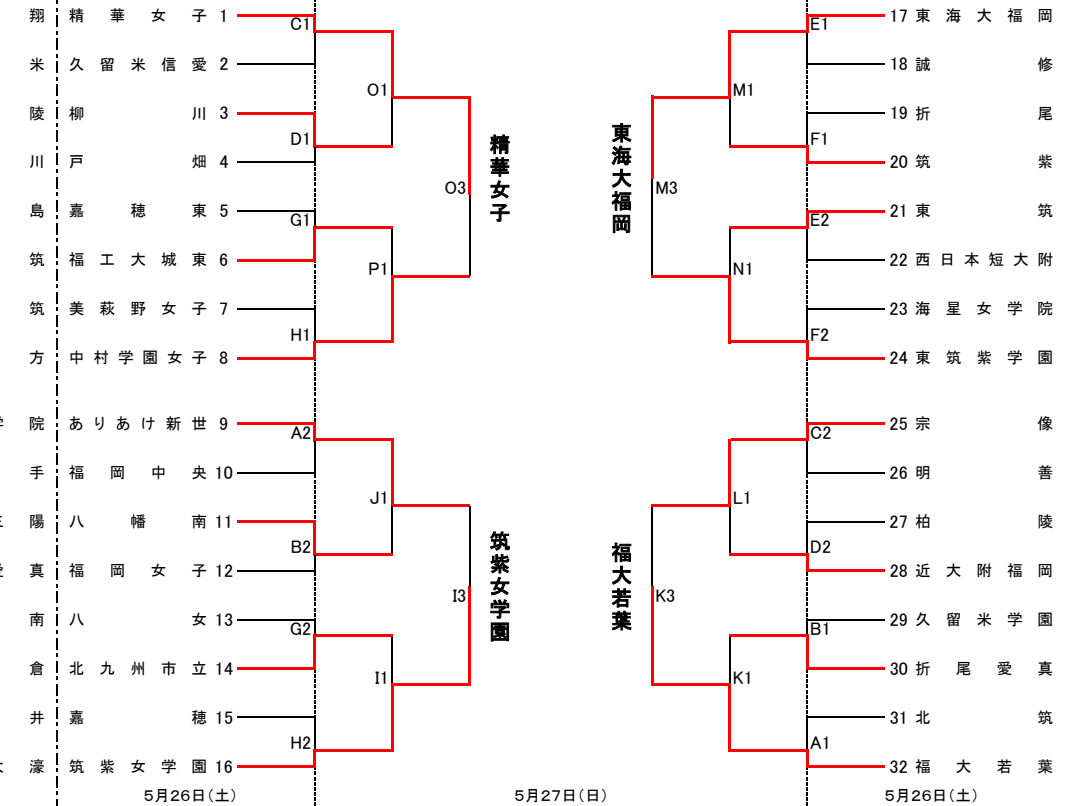 翔 精華女子 1
C1
米 久留米信愛 2
O1
陵 柳川 3
D1
川 戸畑 4
O3
島 嘉穂東 5
G1
筑 福工大城東 6
P1
筑 美萩野女子 7
H1
方 中村学園女子 8
精華女子
院 ありあけ新世 9
A2
手 福岡中央 10
J1
陽 八幡南 11
B2
真 福岡女子 12
I3
南 八女 13
G2
倉 北九州市立 14
I1
井 嘉穂 15
H2
濠 筑紫女学園 16
筑紫女学園
東海大福岡
17 東海大福岡
E1
18 誠修
M1
19 折尾
F1
20 筑紫
M3
21 東筑
E2
22 西日本短大附
N1
23 海星女学院
F2
24 東筑紫学園
福大若葉
25 宗像
C2
26 明善
L1
27 柏陵
D2
28 近大附福岡
K3
29 久留米学園
B1
30 折尾愛真
K1
31 北筑
A1
32 福大若葉
5月26日(土)
5月27日(日)
5月26日(土)